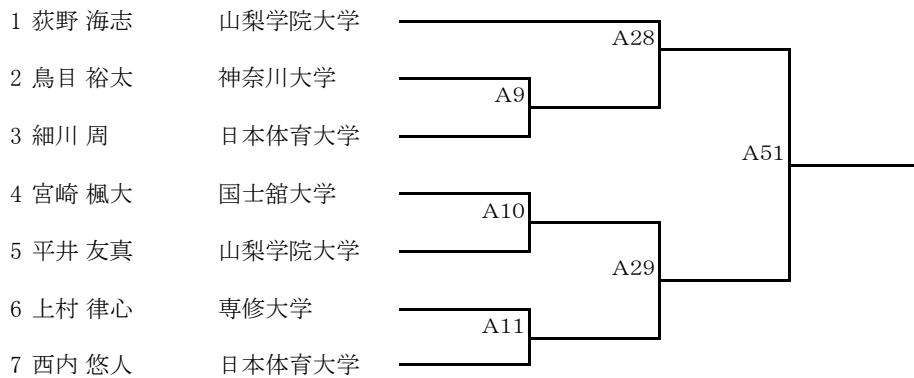 1 荻野 海志 山梨学院大学
A28
2 鳥目 裕太 神奈川大学
A9
3 細川 周 日本体育大学
A51
4 宮崎 楓大 国士舘大学
A10
5 平井 友真 山梨学院大学
A29
6 上村 律心 専修大学
A11
7 西内 悠人 日本体育大学